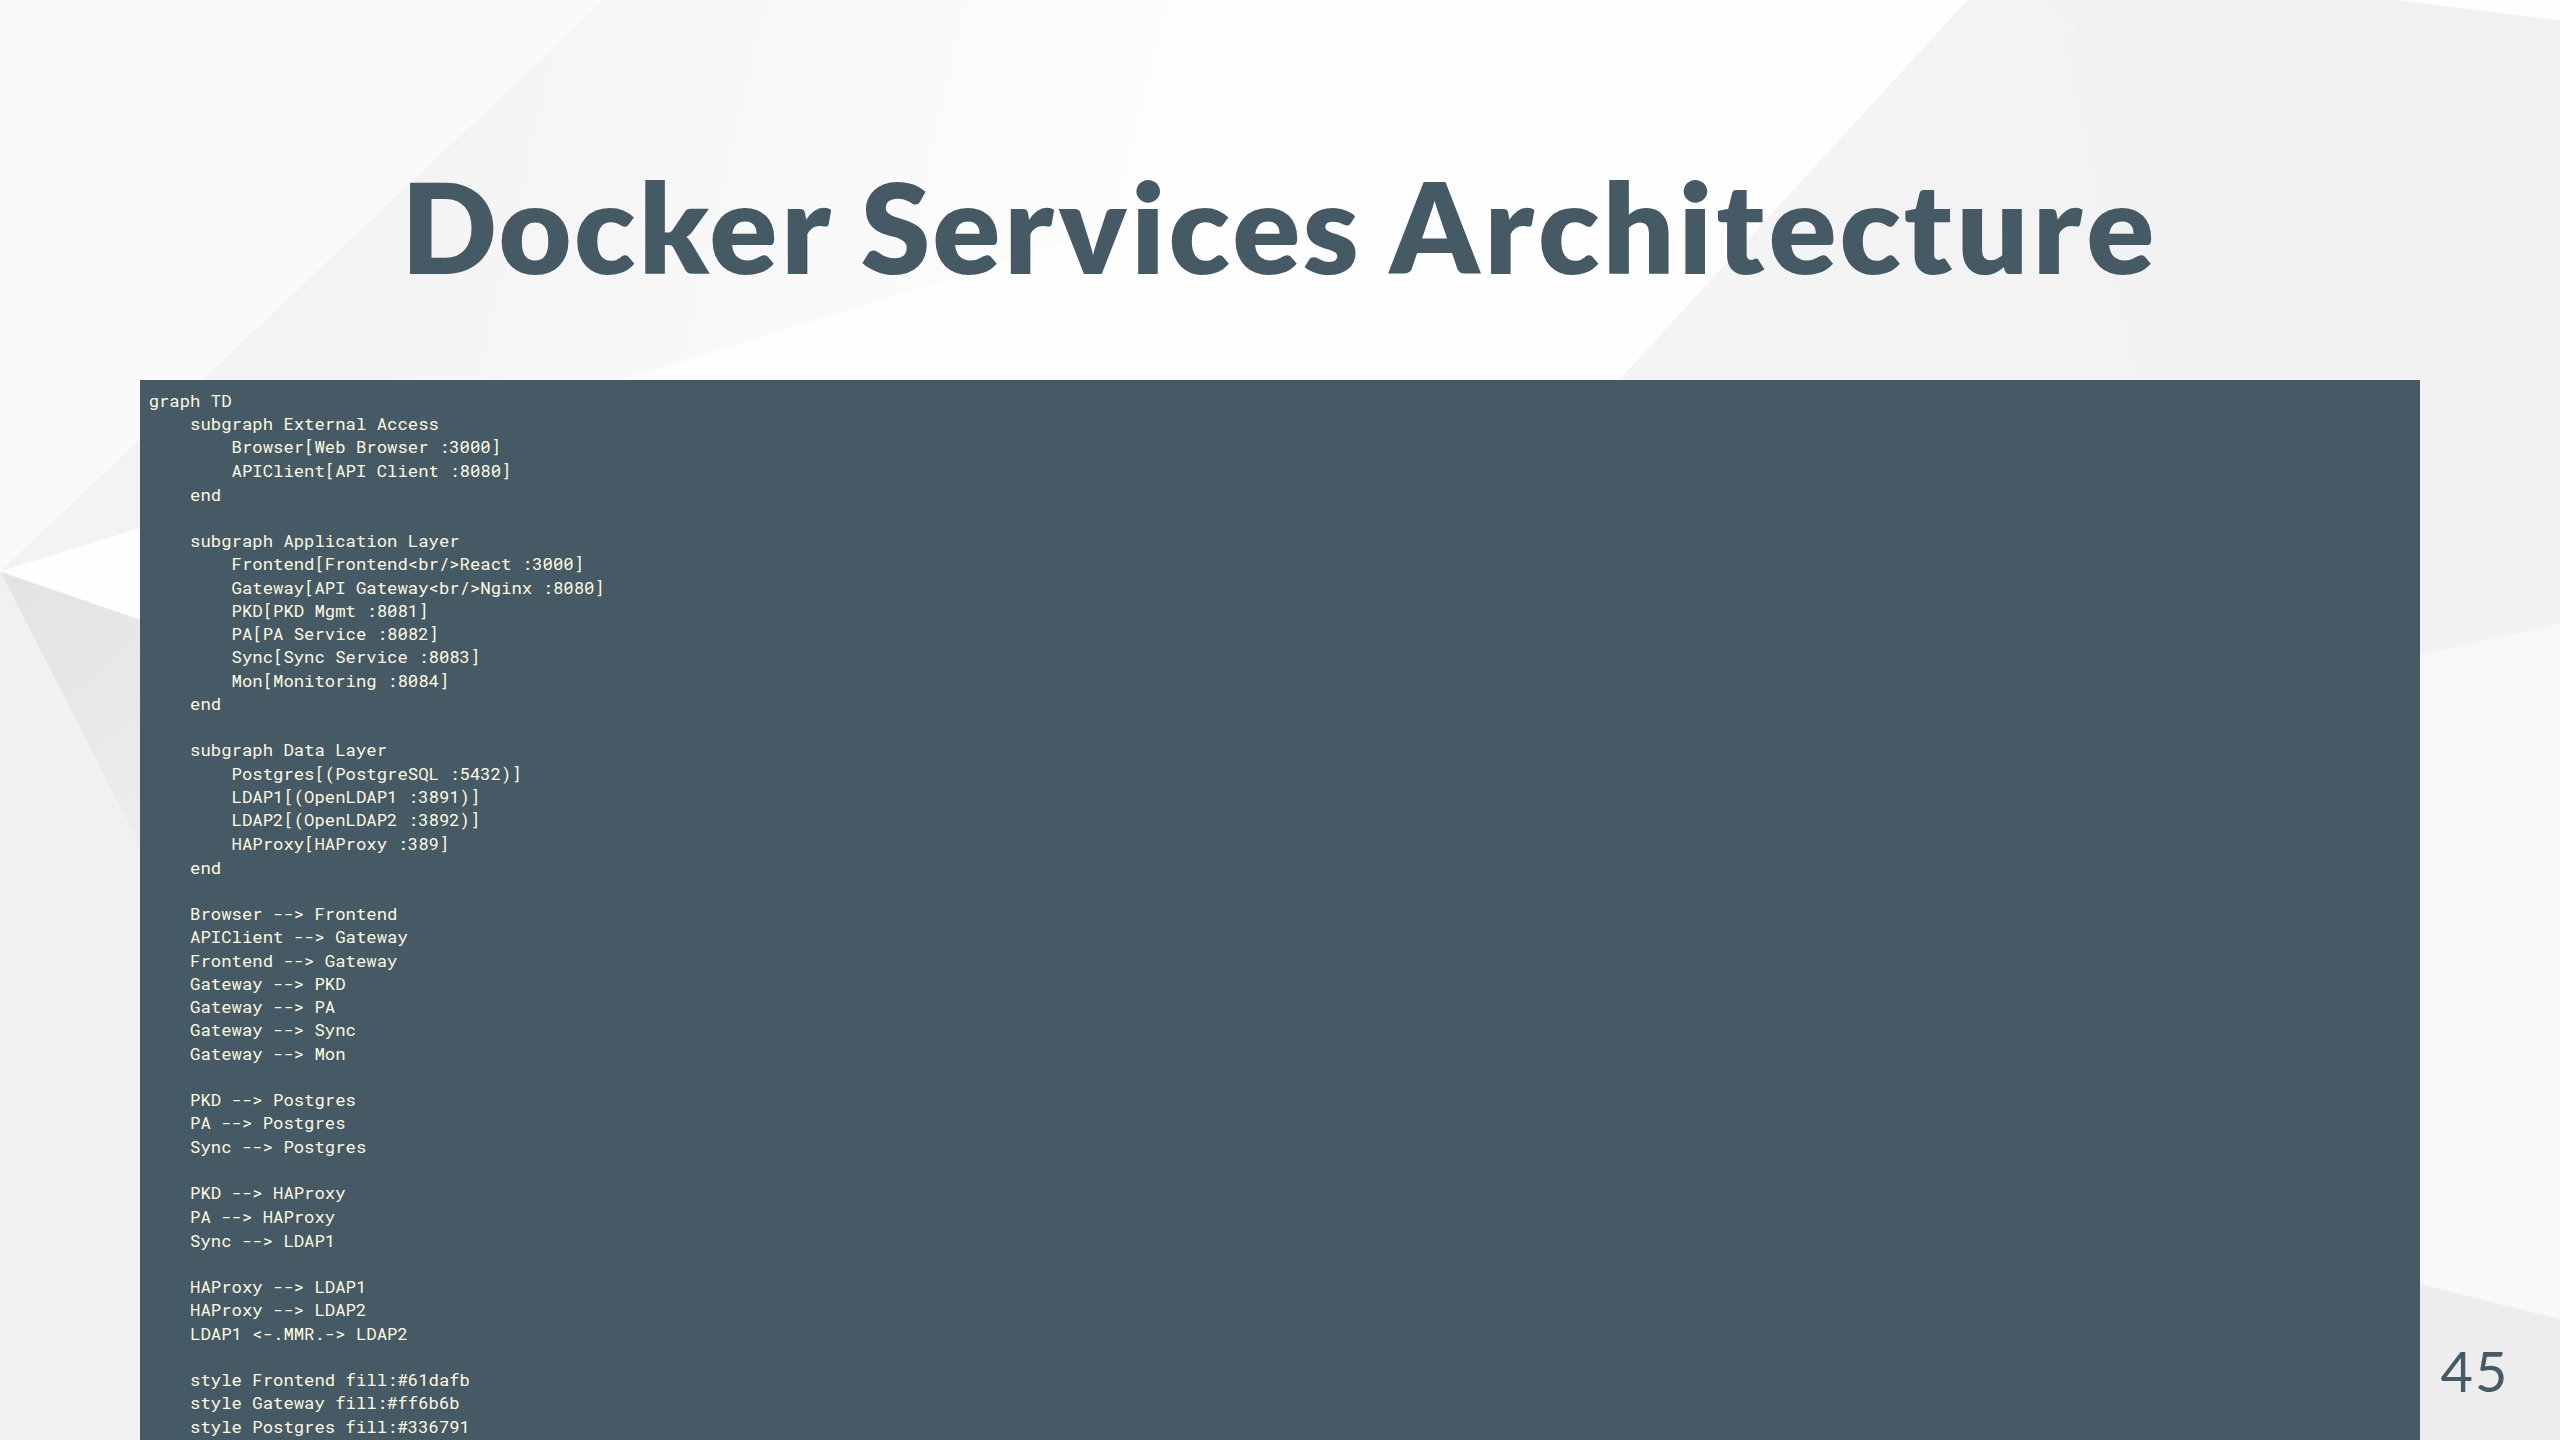 Docker Services Architecture
graph TD
    subgraph External Access
        Browser[Web Browser :3000]
        APIClient[API Client :8080]
    end

    subgraph Application Layer
        Frontend[Frontend<br/>React :3000]
        Gateway[API Gateway<br/>Nginx :8080]
        PKD[PKD Mgmt :8081]
        PA[PA Service :8082]
        Sync[Sync Service :8083]
        Mon[Monitoring :8084]
    end

    subgraph Data Layer
        Postgres[(PostgreSQL :5432)]
        LDAP1[(OpenLDAP1 :3891)]
        LDAP2[(OpenLDAP2 :3892)]
        HAProxy[HAProxy :389]
    end

    Browser --> Frontend
    APIClient --> Gateway
    Frontend --> Gateway
    Gateway --> PKD
    Gateway --> PA
    Gateway --> Sync
    Gateway --> Mon

    PKD --> Postgres
    PA --> Postgres
    Sync --> Postgres

    PKD --> HAProxy
    PA --> HAProxy
    Sync --> LDAP1

    HAProxy --> LDAP1
    HAProxy --> LDAP2
    LDAP1 <-.MMR.-> LDAP2

    style Frontend fill:#61dafb
    style Gateway fill:#ff6b6b
    style Postgres fill:#336791
45